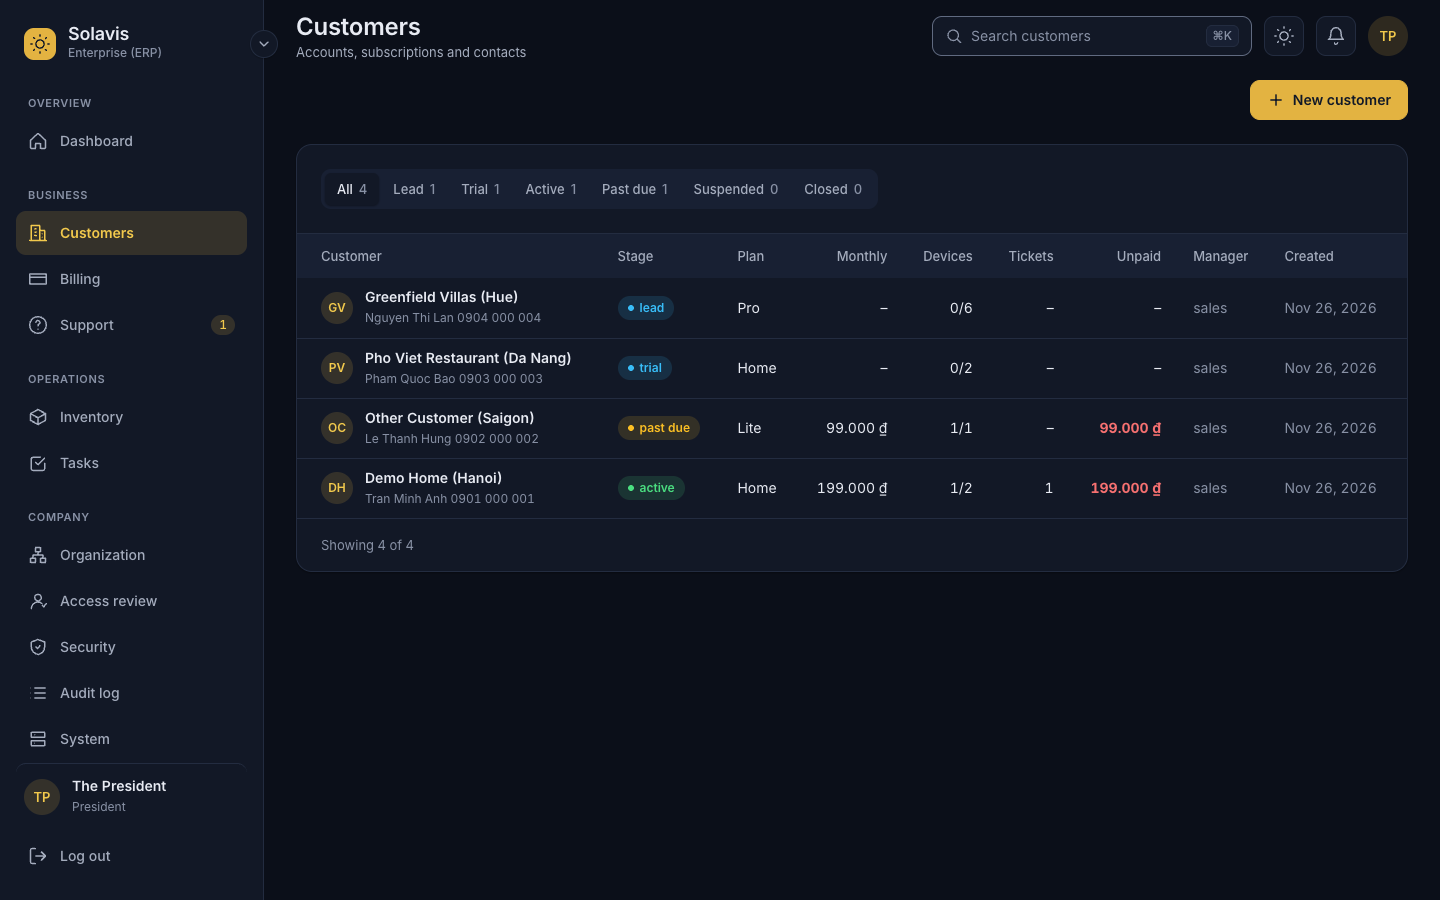 Solavis
Enterprise (ERP)
OVERVIEW
Dashboard
BUSINESS
Customers
Billing
Support 1
OPERATIONS
Inventory
Tasks
COMPANY
Organization
Access review
Security
Audit log
System
TP The President
President
Log out
Customers
Accounts, subscriptions and contacts
Search customers ⌘K TP
+ New customer
All 4 Lead 1 Trial 1 Active 1 Past due 1 Suspended 0 Closed 0
Customer Stage Plan Monthly Devices Tickets Unpaid Manager Created
GV Greenfield Villas (Hue) lead Pro – 0/6 – – sales Nov 26, 2026
Nguyen Thi Lan 0904 000 004
PV Pho Viet Restaurant (Da Nang) trial Home – 0/2 – – sales Nov 26, 2026
Pham Quoc Bao 0903 000 003
OC Other Customer (Saigon) past due Lite 99.000 ₫ 1/1 – 99.000 ₫ sales Nov 26, 2026
Le Thanh Hung 0902 000 002
DH Demo Home (Hanoi) active Home 199.000 ₫ 1/2 1 199.000 ₫ sales Nov 26, 2026
Tran Minh Anh 0901 000 001
Showing 4 of 4